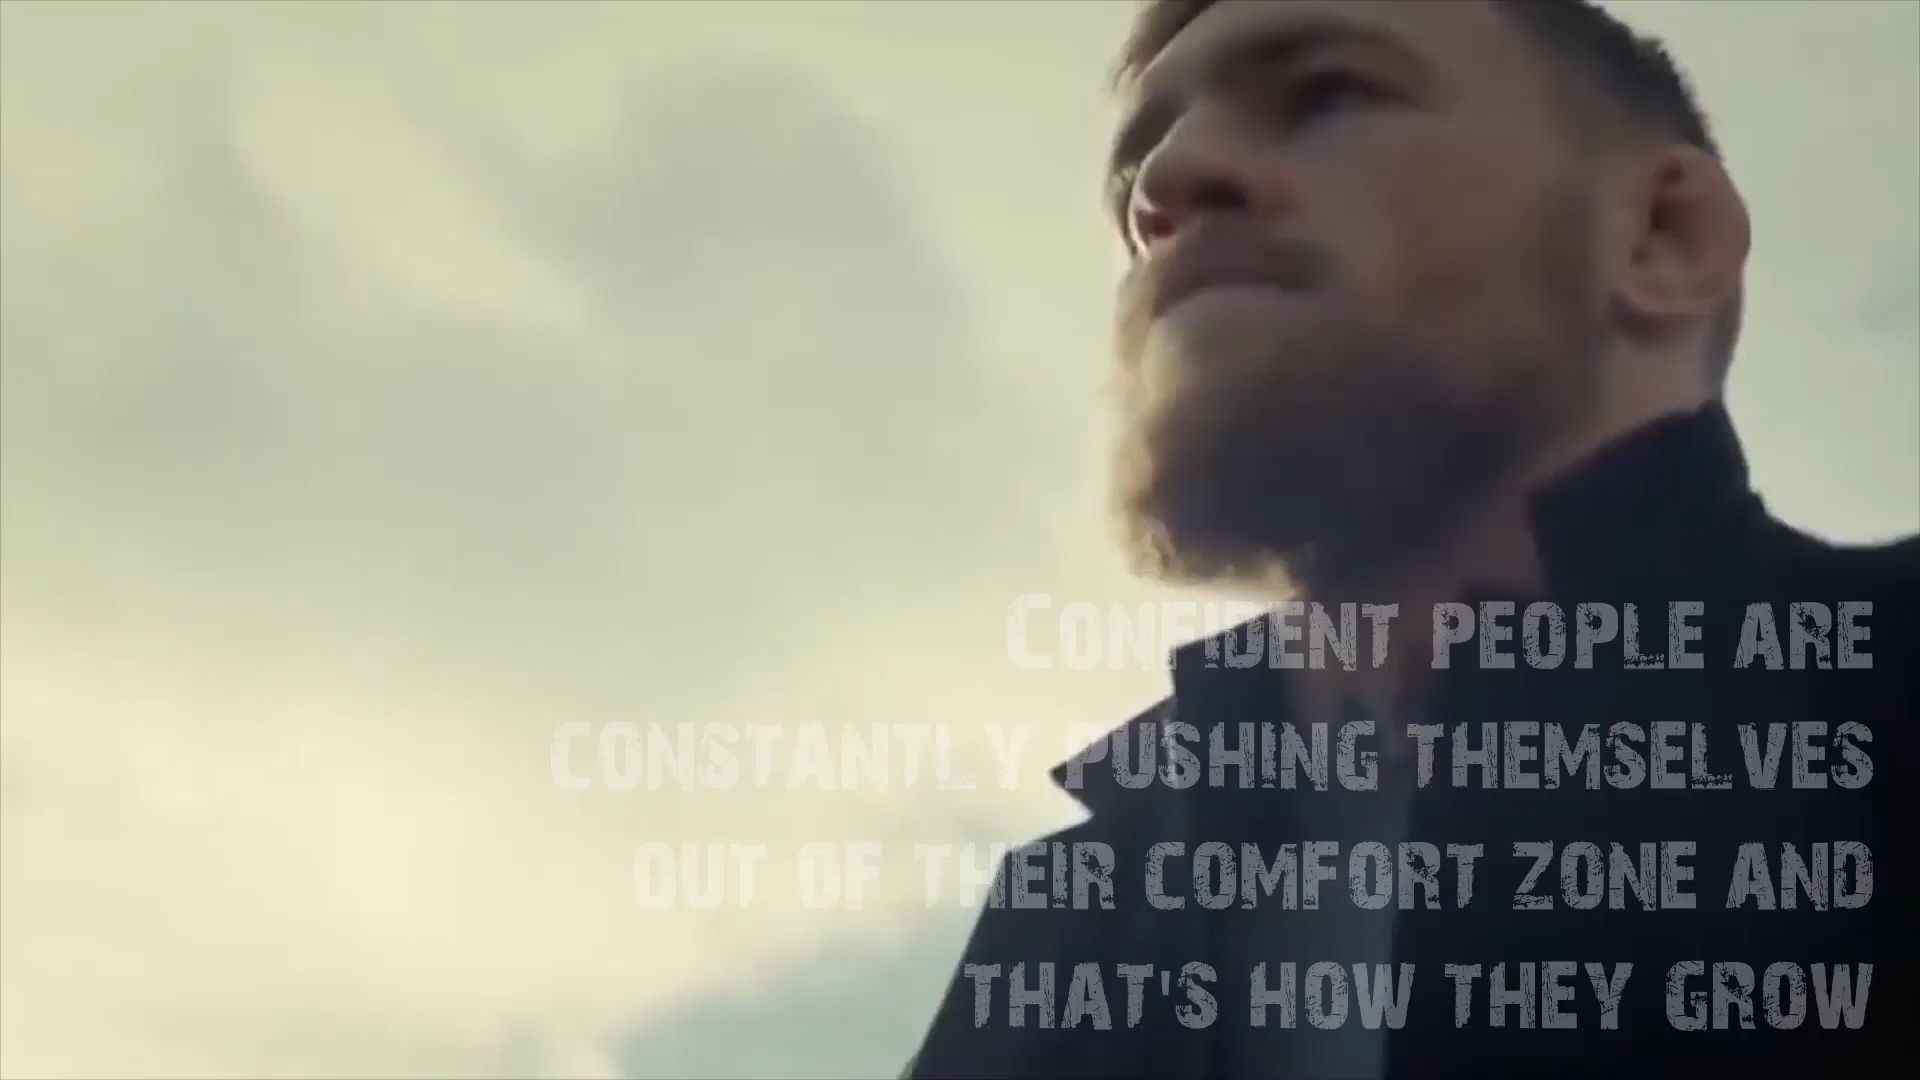 Confident people are
constantly pushing themselves
out of their comfort zone and
that's how they grow